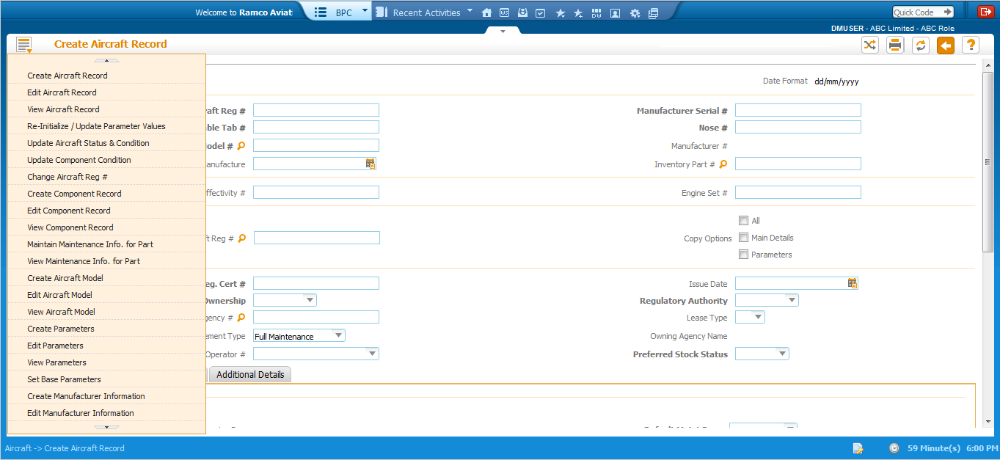 Welcome to Ramco Aviat
BPC
Recent Activities
Quick Code
DMUSER - ABC Limited - ABC Role
Create Aircraft Record
Create Aircraft Record
Edit Aircraft Record
View Aircraft Record
Re-Initialize / Update Parameter Values
Update Aircraft Status & Condition
Update Component Condition
Change Aircraft Reg #
Create Component Record
Edit Component Record
View Component Record
Maintain Maintenance Info. for Part
View Maintenance Info. for Part
Create Aircraft Model
Edit Aircraft Model
View Aircraft Model
Create Parameters
Edit Parameters
View Parameters
Set Base Parameters
Create Manufacturer Information
Edit Manufacturer Information
Date Format dd/mm/yyyy
raft Reg #
Manufacturer Serial #
ble Tab #
Nose #
odel #
Manufacturer #
anufacture
Inventory Part #
ffectivity #
Engine Set #
ft Reg #
Copy Options
All
Main Details
Parameters
eg. Cert #
Issue Date
Ownership
Regulatory Authority
gency #
Lease Type
ement Type Full Maintenance
Owning Agency Name
Operator #
Preferred Stock Status
Additional Details
Aircraft -> Create Aircraft Record
59 Minute(s) 6:00 PM